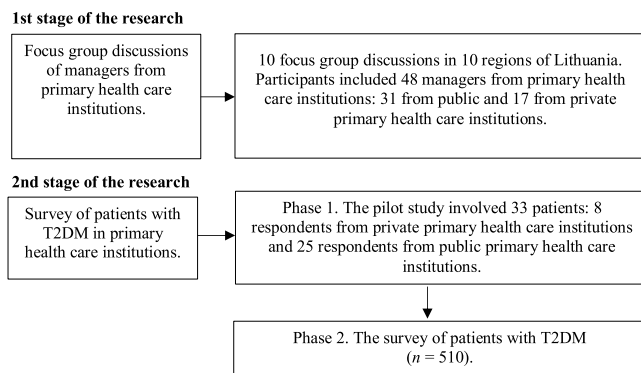 1st stage of the research
Focus group discussions
of managers from
primary health care
institutions.
10 focus group discussions in 10 regions of Lithuania.
Participants included 48 managers from primary health
care institutions: 31 from public and 17 from private
primary health care institutions.
2nd stage of the research
Survey of patients with
T2DM in primary
health care institutions.
Phase 1. The pilot study involved 33 patients: 8
respondents from private primary health care institutions
and 25 respondents from public primary health care
institutions.
Phase 2. The survey of patients with T2DM
(n = 510).